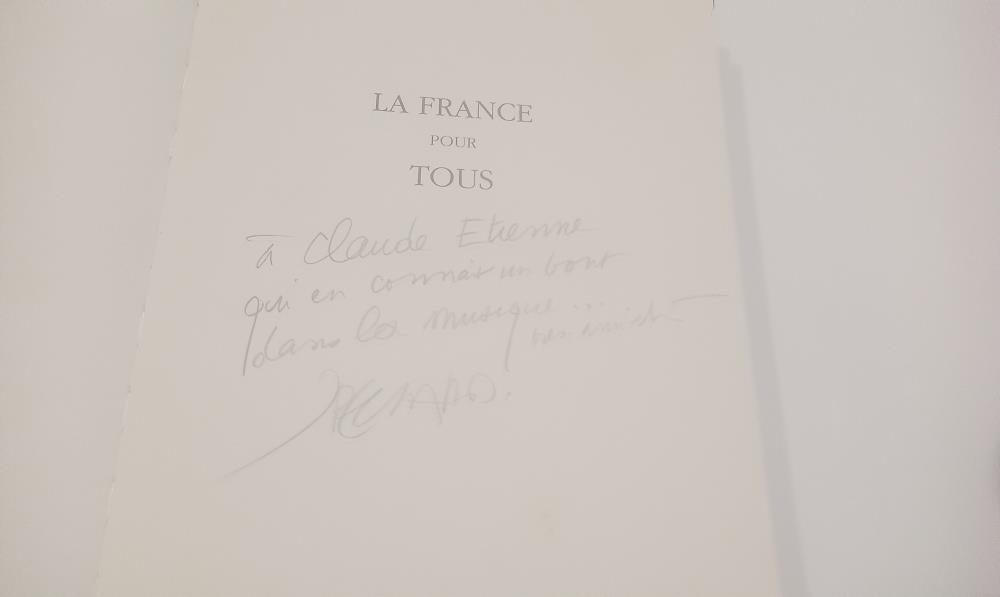 LA FRANCE
POUR
TOUS
à Claude Etienne
qui en connaît un bout
dans la musique...